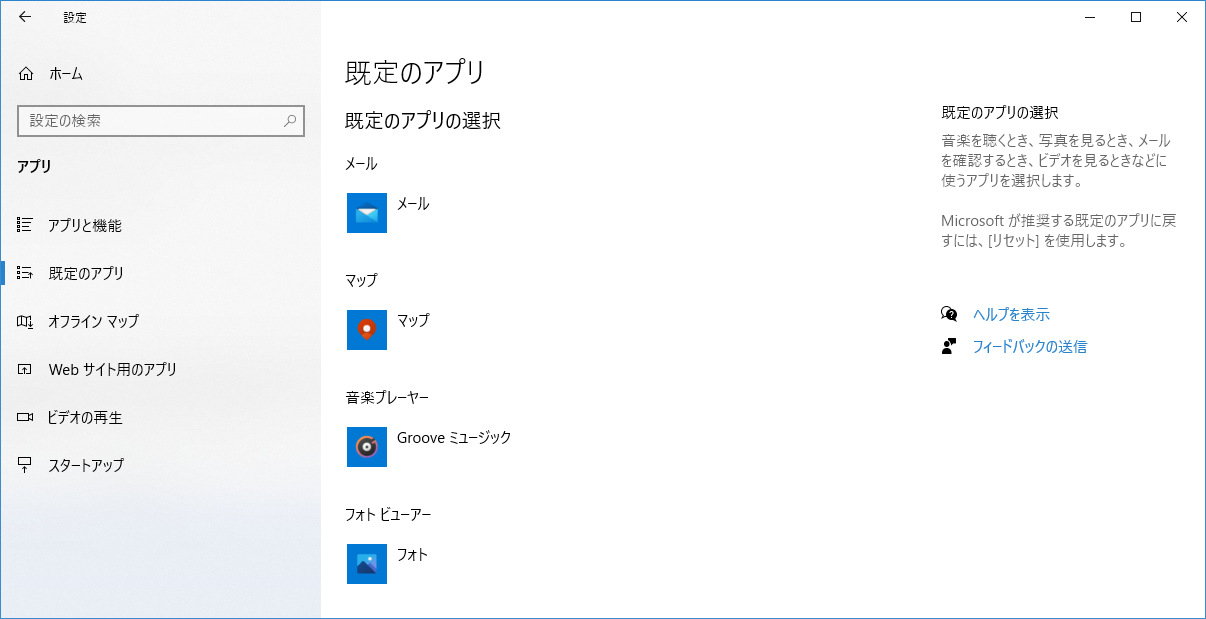 設定
ホーム
設定の検索
アプリ
アプリと機能
既定のアプリ
オフライン マップ
Web サイト用のアプリ
ビデオの再生
スタートアップ
既定のアプリ
既定のアプリの選択
メール
メール
マップ
マップ
音楽プレーヤー
Groove ミュージック
フォト ビューアー
フォト
既定のアプリの選択
音楽を聴くとき、写真を見るとき、メール
を確認するとき、ビデオを見るときなどに
使うアプリを選択します。
Microsoft が推奨する既定のアプリに戻
すには、[リセット] を使用します。
ヘルプを表示
フィードバックの送信